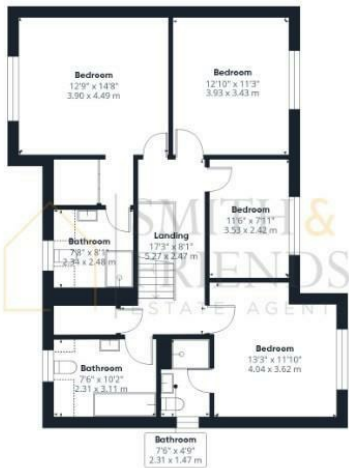 Bedroom
12'9" x 14'8"
3.90 x 4.49 m
Bedroom
12'10" x 11'3"
3.93 x 3.43 m
Bedroom
11'6" x 7'11"
3.53 x 2.42 m
Landing
17'3" x 8'1"
5.27 x 2.47 m
Bathroom
7'8" x 8'1"
2.34 x 2.48 m
SMITH &
FRIENDS
ESTATE AGENT
Bedroom
13'3" x 11'10"
4.04 x 3.62 m
Bathroom
7'6" x 10'2"
2.31 x 3.11 m
Bathroom
7'6" x 4'9"
2.31 x 1.47 m